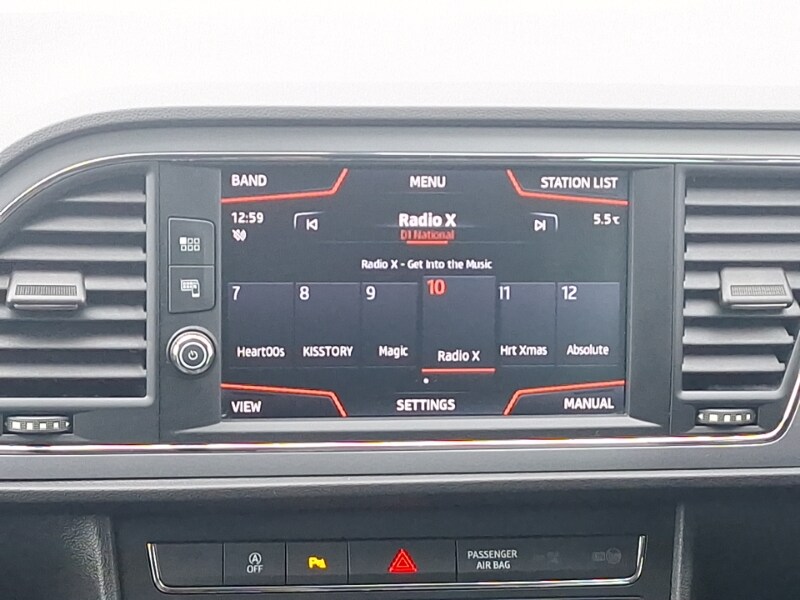 BAND MENU STATION LIST
12:59 Radio X 5.5°C
D1 National
Radio X - Get Into the Music
7 8 9 10 11 12
Heart00s KISSTORY Magic Radio X Hrt Xmas Absolute
VIEW SETTINGS MANUAL
A OFF PASSENGER AIR BAG